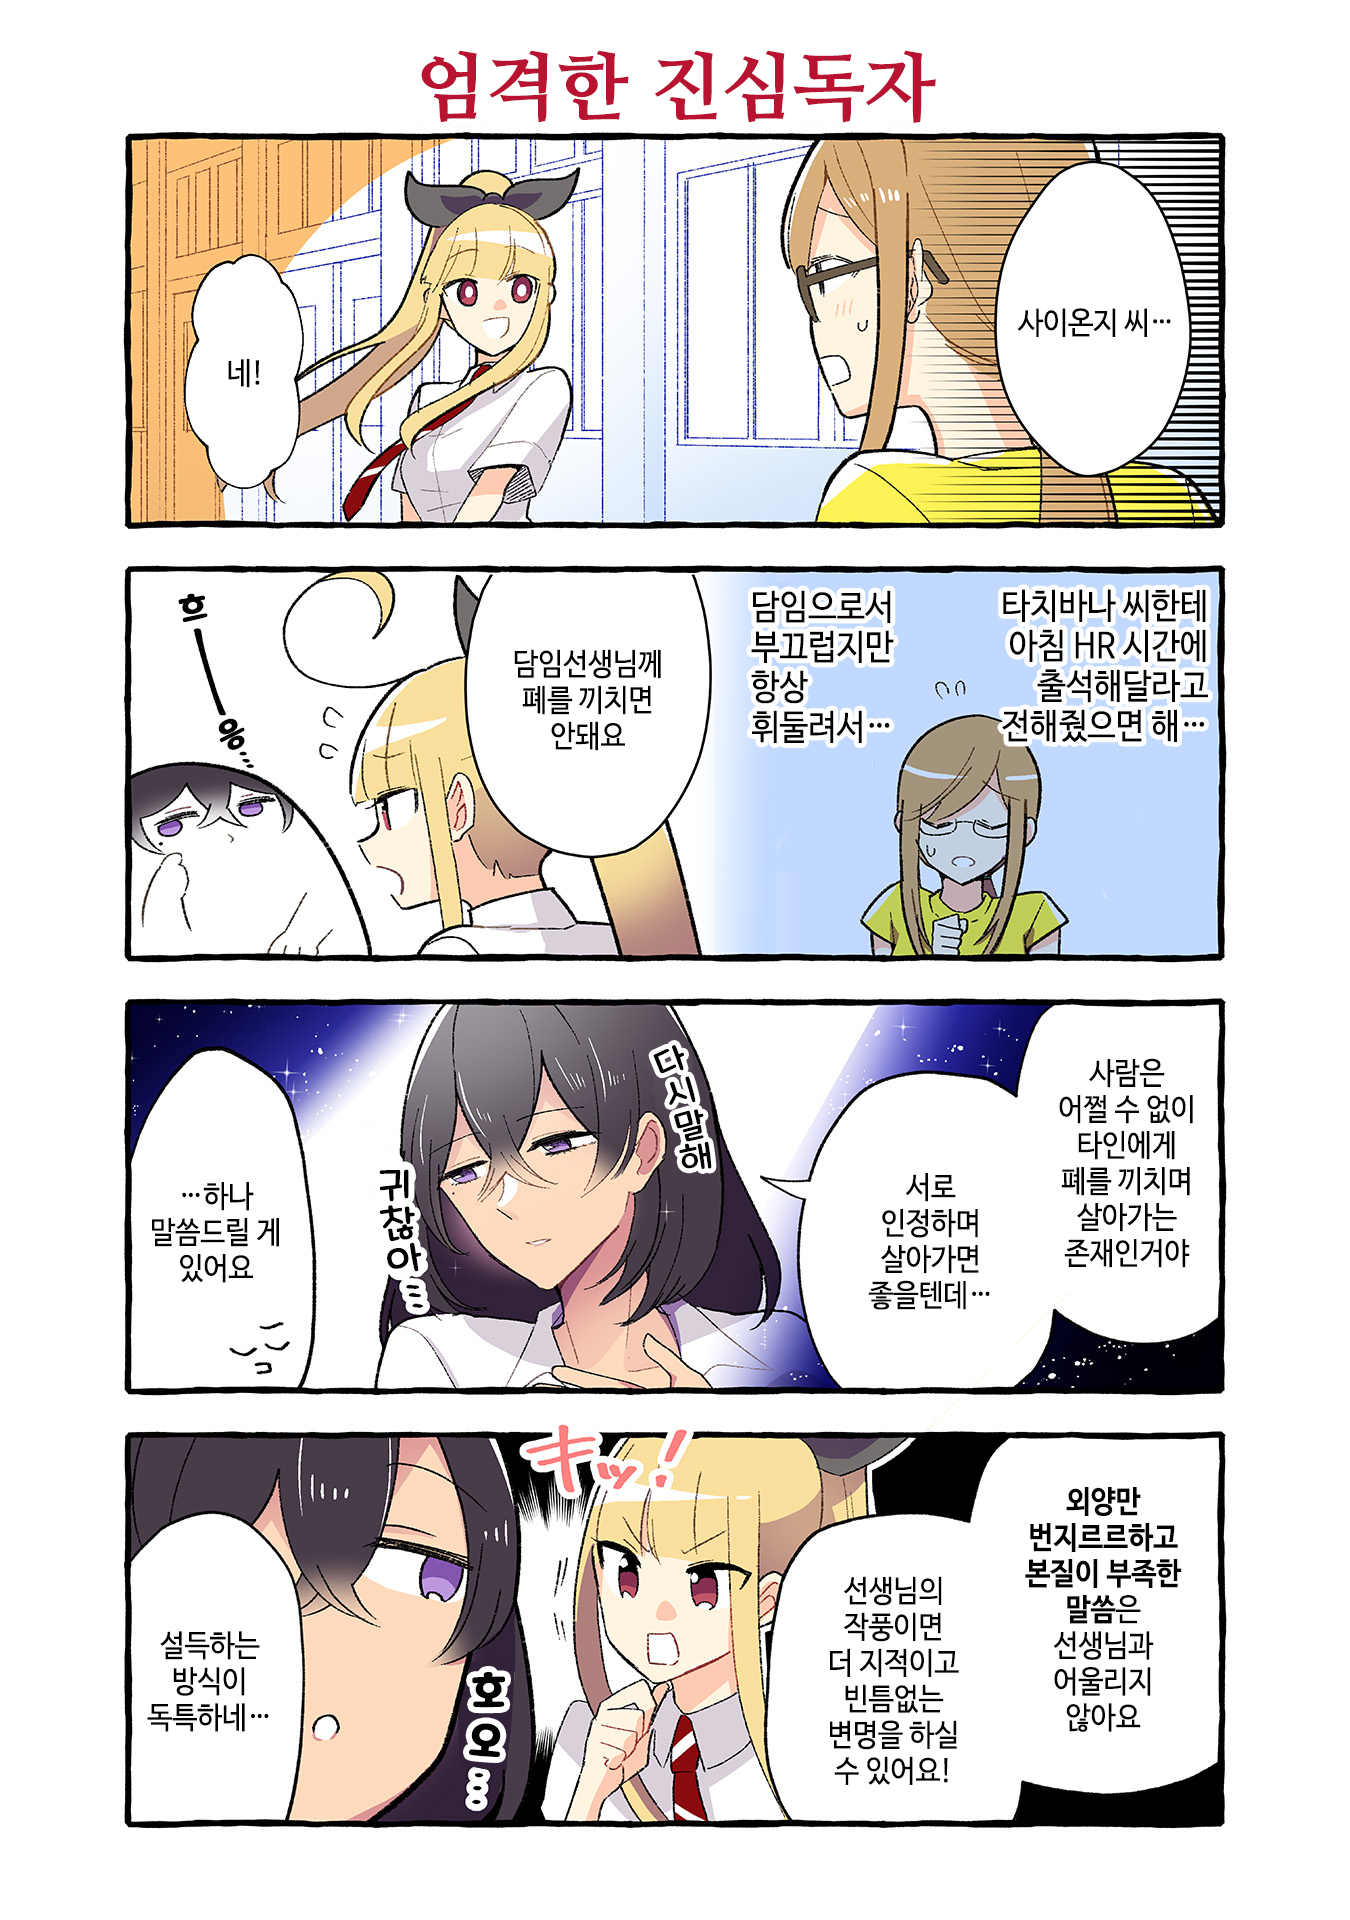 엄격한 진심독자
사이온지 씨…
네!
타치바나 씨한테
아침 HR 시간에
출석해달라고
전해줬으면 해…
담임으로서
부끄럽지만
항상
휘둘려서…
담임선생님께
폐를 끼치면
안돼요
흐ー응…
사람은
어쩔 수 없이
타인에게
폐를 끼치며
살아가는
존재인거야
서로
인정하며
살아가면
좋을텐데…
다시말해
귀찮아…
…하나
말씀드릴 게
있어요
외양만
번지르르하고
본질이 부족한
말씀은
선생님과
어울리지
않아요
선생님의
작풍이면
더 지적이고
빈틈없는
변명을 하실
수 있어요!
キッ!
호오…
설득하는
방식이
독특하네…